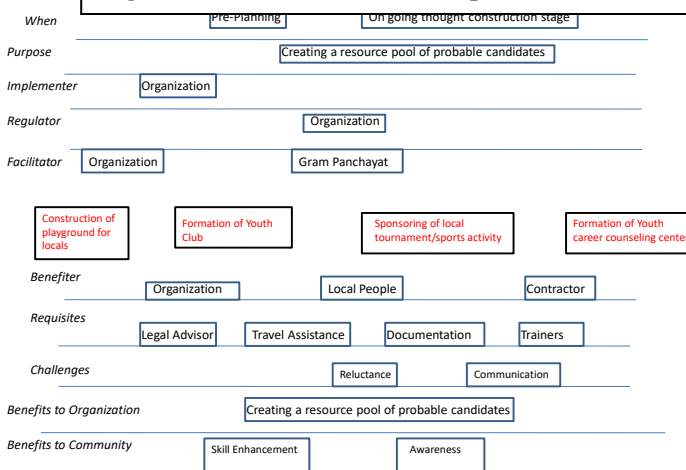 When Pre-Planning On going thought construction stage
Purpose Creating a resource pool of probable candidates
Implementer Organization
Regulator Organization
Facilitator Organization Gram Panchayat
Construction of playground for locals
Formation of Youth Club
Sponsoring of local tournament/sports activity
Formation of Youth career counseling center
Benefiter Organization Local People Contractor
Requisites Legal Advisor Travel Assistance Documentation Trainers
Challenges Reluctance Communication
Benefits to Organization Creating a resource pool of probable candidates
Benefits to Community Skill Enhancement Awareness